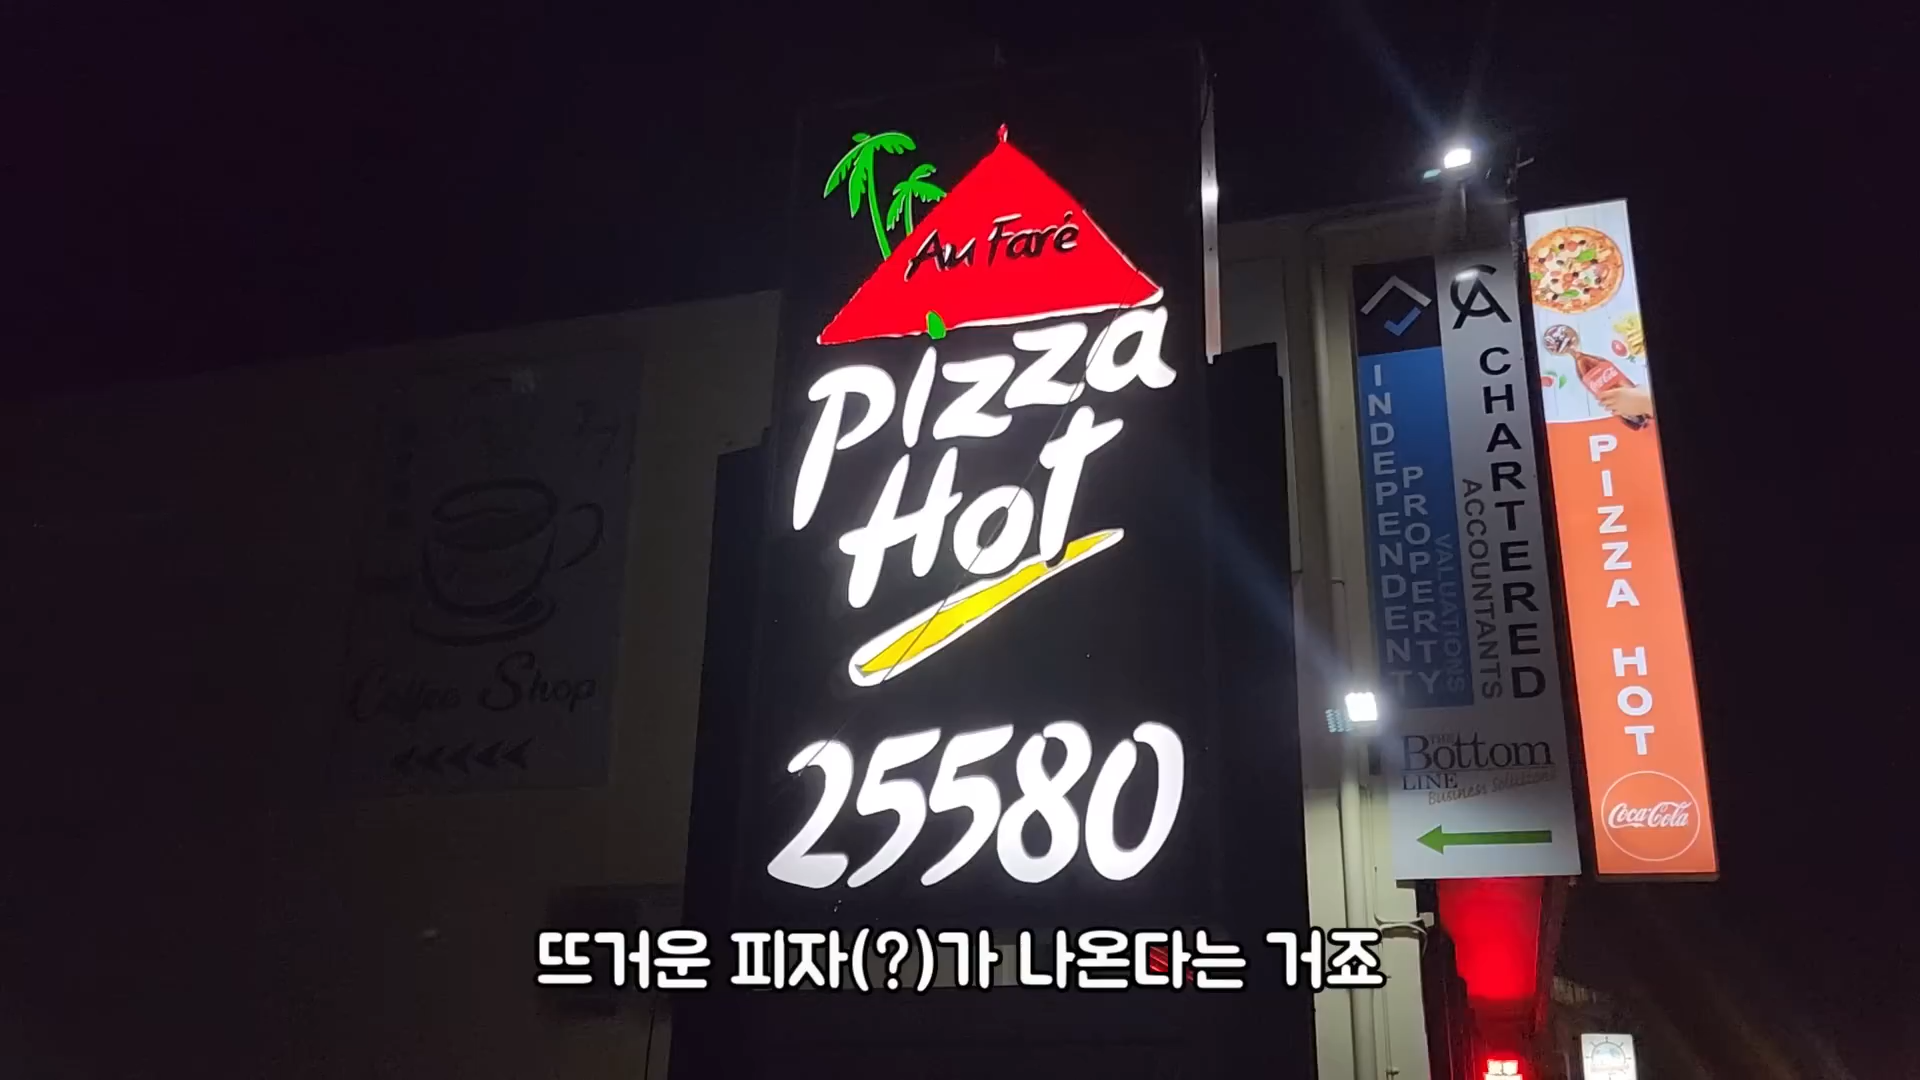 Au Faré
Pizza
Hot
25580
Coffee Shop
INDEPENDENT
PROPERTY
VALUATIONS
CA
CHARTERED
ACCOUNTANTS
THE
Bottom
LINE
Business Solutions
PIZZA HOT
Coca-Cola
뜨거운 피자(?)가 나온다는 거죠